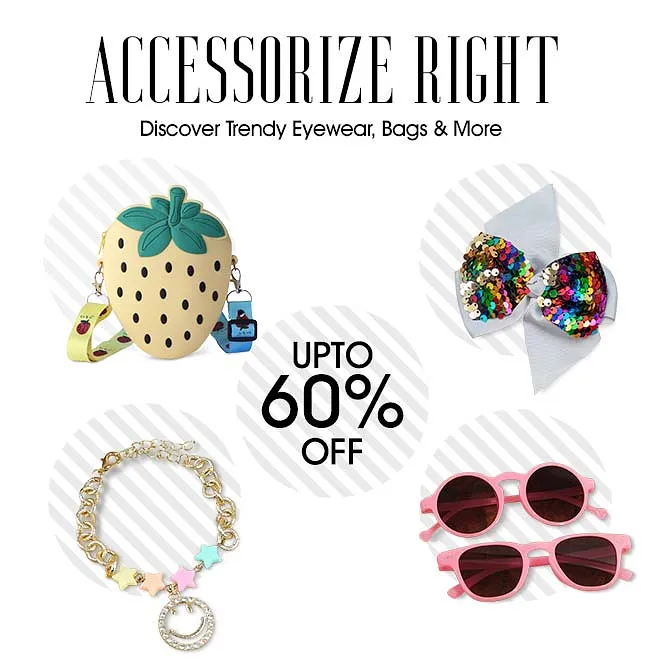 ACCESSORIZE RIGHT
Discover Trendy Eyewear, Bags & More
UPTO
60%
OFF